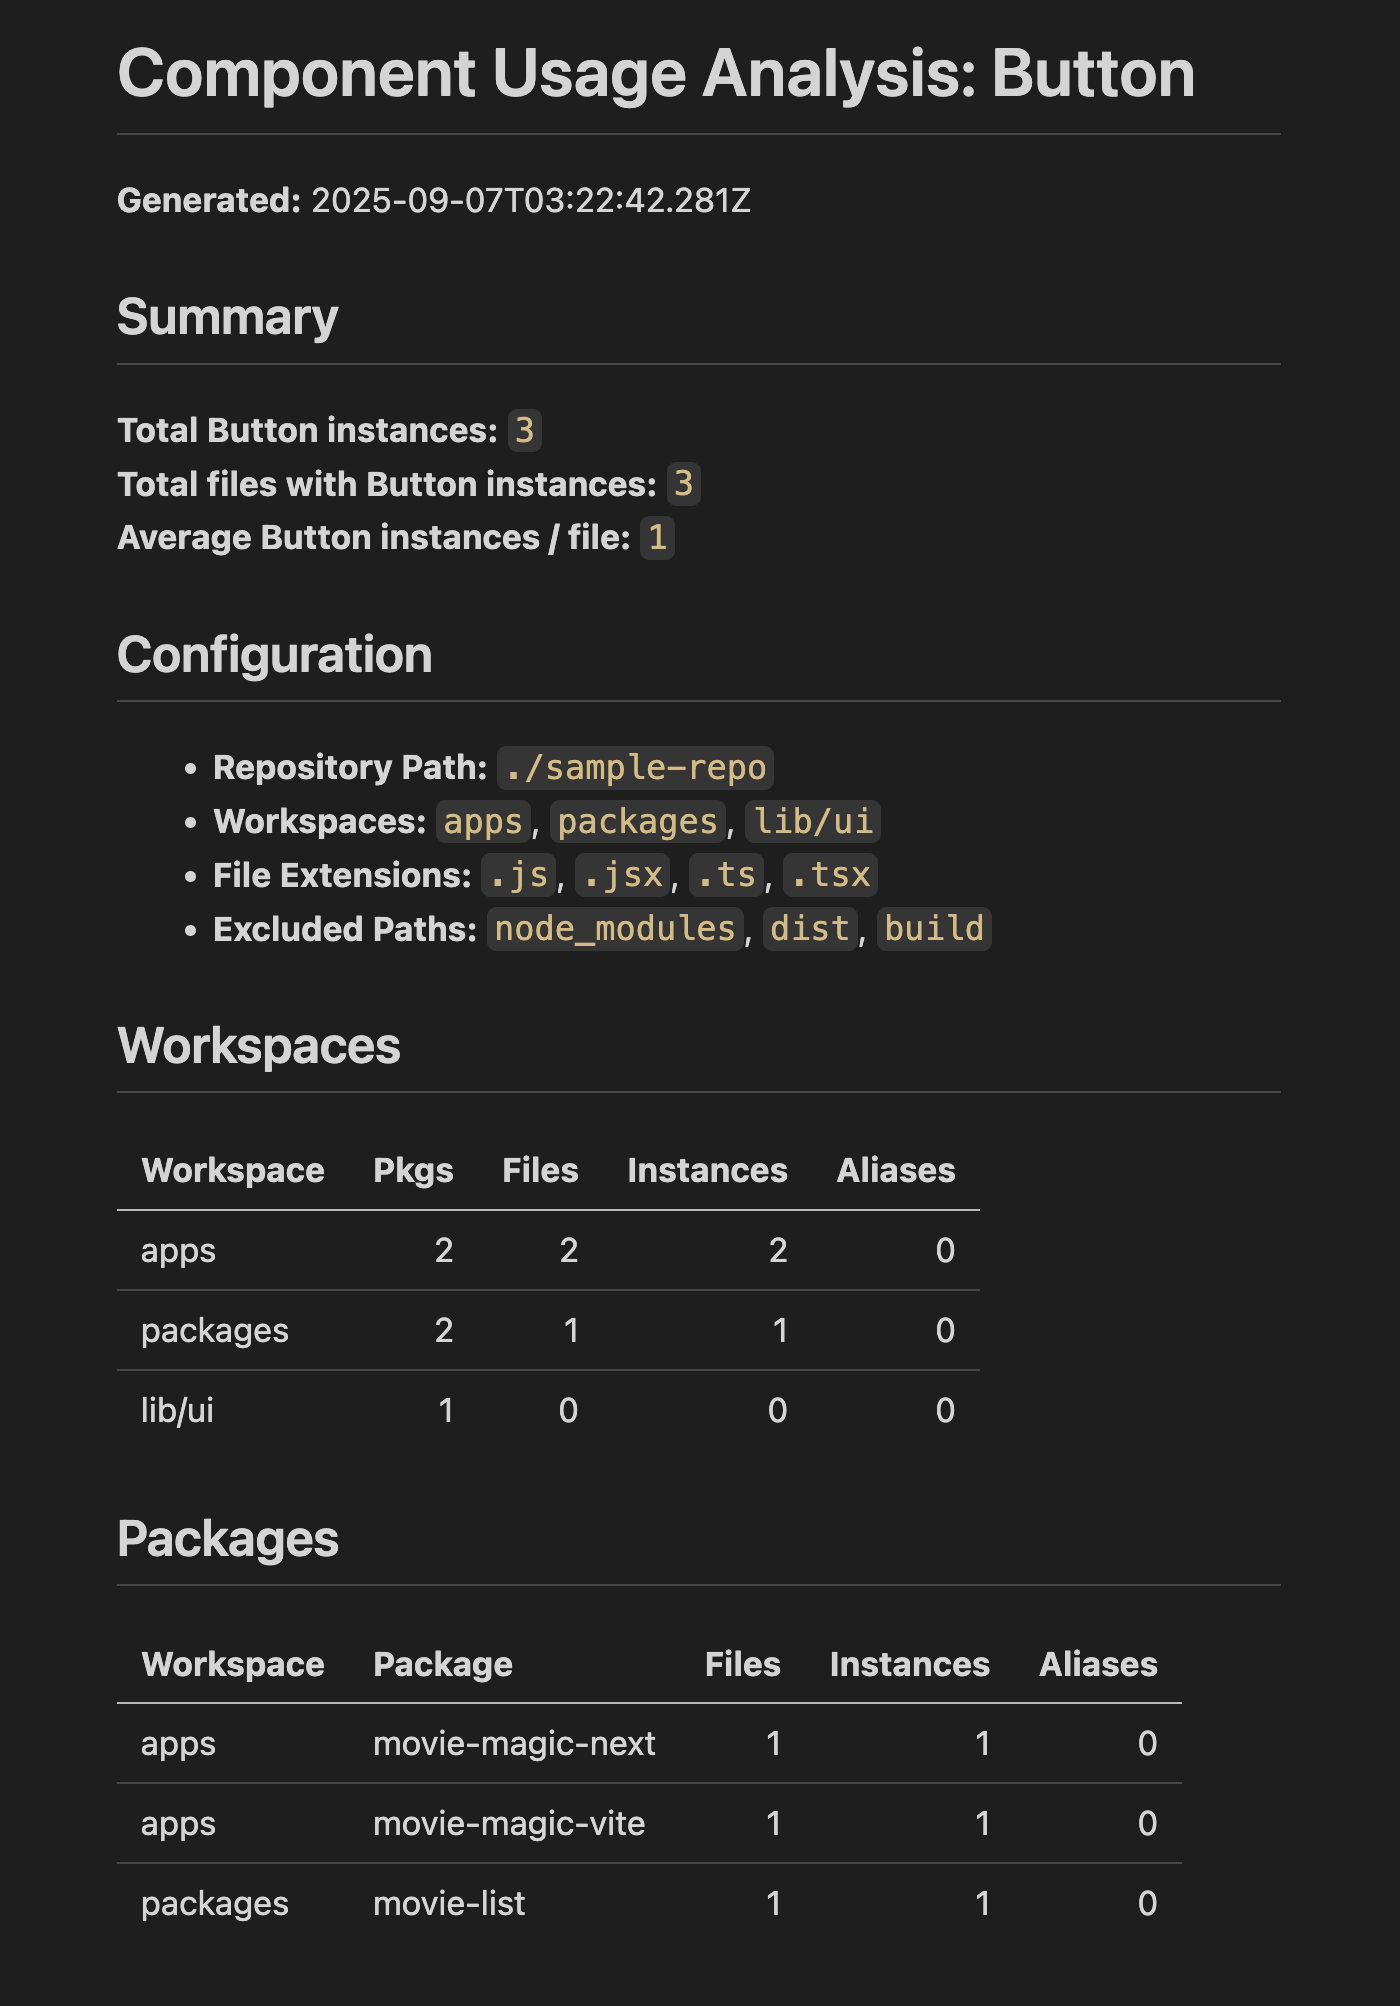 Component Usage Analysis: Button
Generated: 2025-09-07T03:22:42.281Z
Summary
Total Button instances: 3
Total files with Button instances: 3
Average Button instances / file: 1
Configuration
• Repository Path: ./sample-repo
• Workspaces: apps, packages, lib/ui
• File Extensions: .js, .jsx, .ts, .tsx
• Excluded Paths: node_modules, dist, build
Workspaces
Workspace Pkgs Files Instances Aliases
apps 2 2 2 0
packages 2 1 1 0
lib/ui 1 0 0 0
Packages
Workspace Package Files Instances Aliases
apps movie-magic-next 1 1 0
apps movie-magic-vite 1 1 0
packages movie-list 1 1 0